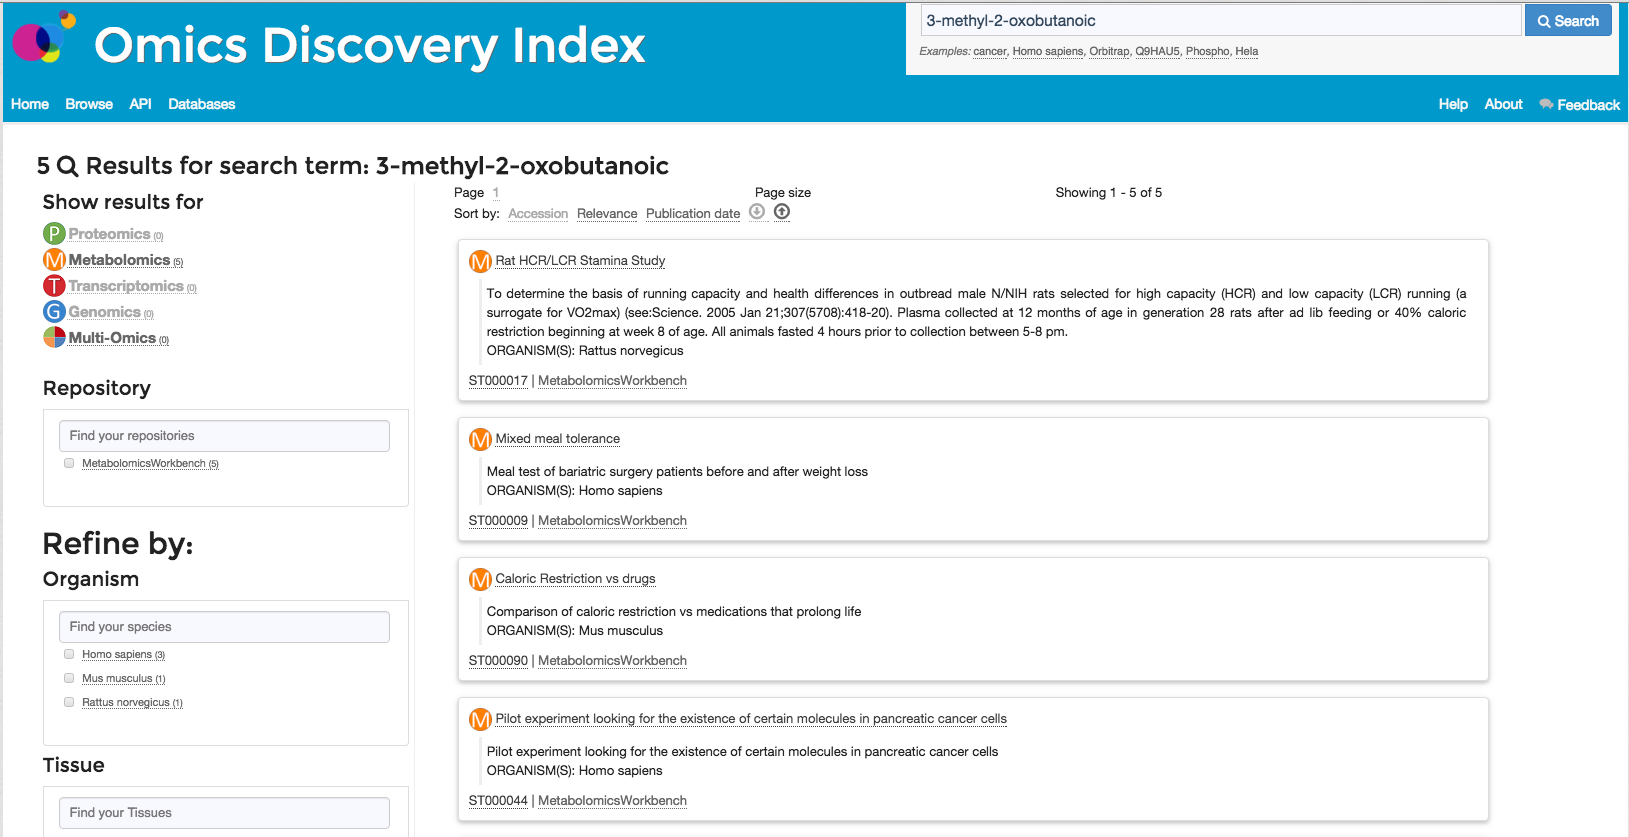 Omics Discovery Index
3-methyl-2-oxobutanoic
Search
Examples: cancer, Homo sapiens, Orbitrap, Q9HAU5, Phospho, Hela
Home Browse API Databases
Help About Feedback
5 Results for search term: 3-methyl-2-oxobutanoic
Show results for
P Proteomics (0)
M Metabolomics (5)
T Transcriptomics (0)
G Genomics (0)
Multi-Omics (0)
Repository
Find your repositories
MetabolomicsWorkbench (5)
Refine by:
Organism
Find your species
Homo sapiens (3)
Mus musculus (1)
Rattus norvegicus (1)
Tissue
Find your Tissues
Page 1 Page size Showing 1 - 5 of 5
Sort by: Accession Relevance Publication date
M Rat HCR/LCR Stamina Study
To determine the basis of running capacity and health differences in outbread male N/NIH rats selected for high capacity (HCR) and low capacity (LCR) running (a
surrogate for VO2max) (see:Science. 2005 Jan 21;307(5708):418-20). Plasma collected at 12 months of age in generation 28 rats after ad lib feeding or 40% caloric
restriction beginning at week 8 of age. All animals fasted 4 hours prior to collection between 5-8 pm.
ORGANISM(S): Rattus norvegicus
ST000017 | MetabolomicsWorkbench
M Mixed meal tolerance
Meal test of bariatric surgery patients before and after weight loss
ORGANISM(S): Homo sapiens
ST000009 | MetabolomicsWorkbench
M Caloric Restriction vs drugs
Comparison of caloric restriction vs medications that prolong life
ORGANISM(S): Mus musculus
ST000090 | MetabolomicsWorkbench
M Pilot experiment looking for the existence of certain molecules in pancreatic cancer cells
Pilot experiment looking for the existence of certain molecules in pancreatic cancer cells
ORGANISM(S): Homo sapiens
ST000044 | MetabolomicsWorkbench